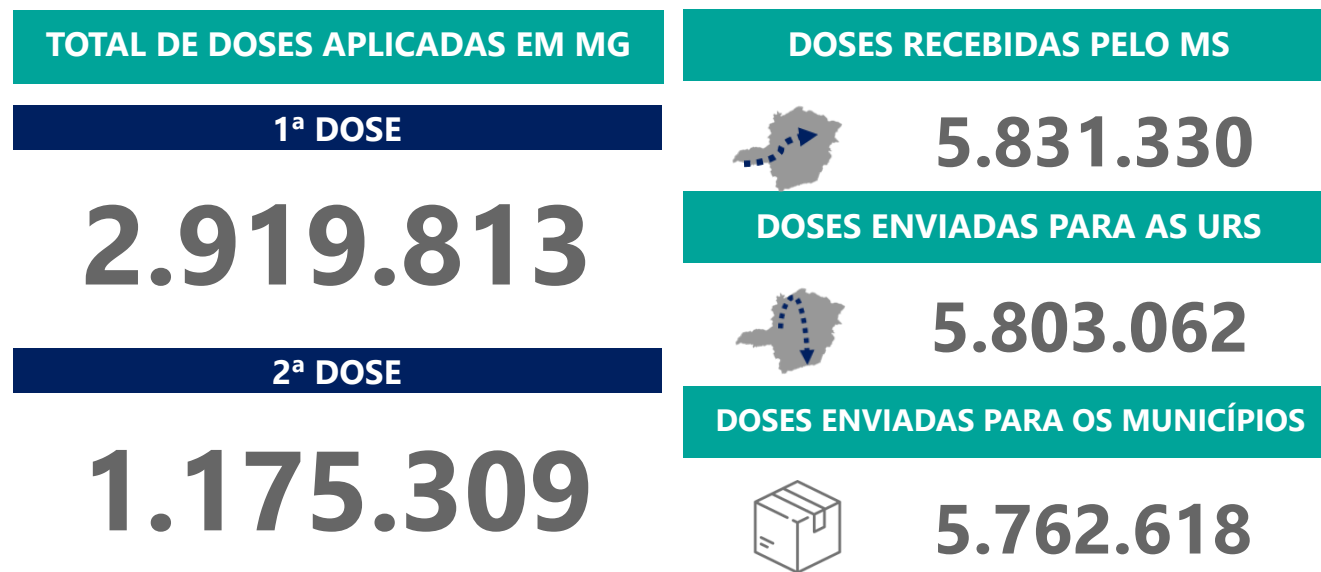 TOTAL DE DOSES APLICADAS EM MG
1ª DOSE
2.919.813
2ª DOSE
1.175.309
DOSES RECEBIDAS PELO MS
5.831.330
DOSES ENVIADAS PARA AS URS
5.803.062
DOSES ENVIADAS PARA OS MUNICÍPIOS
5.762.618